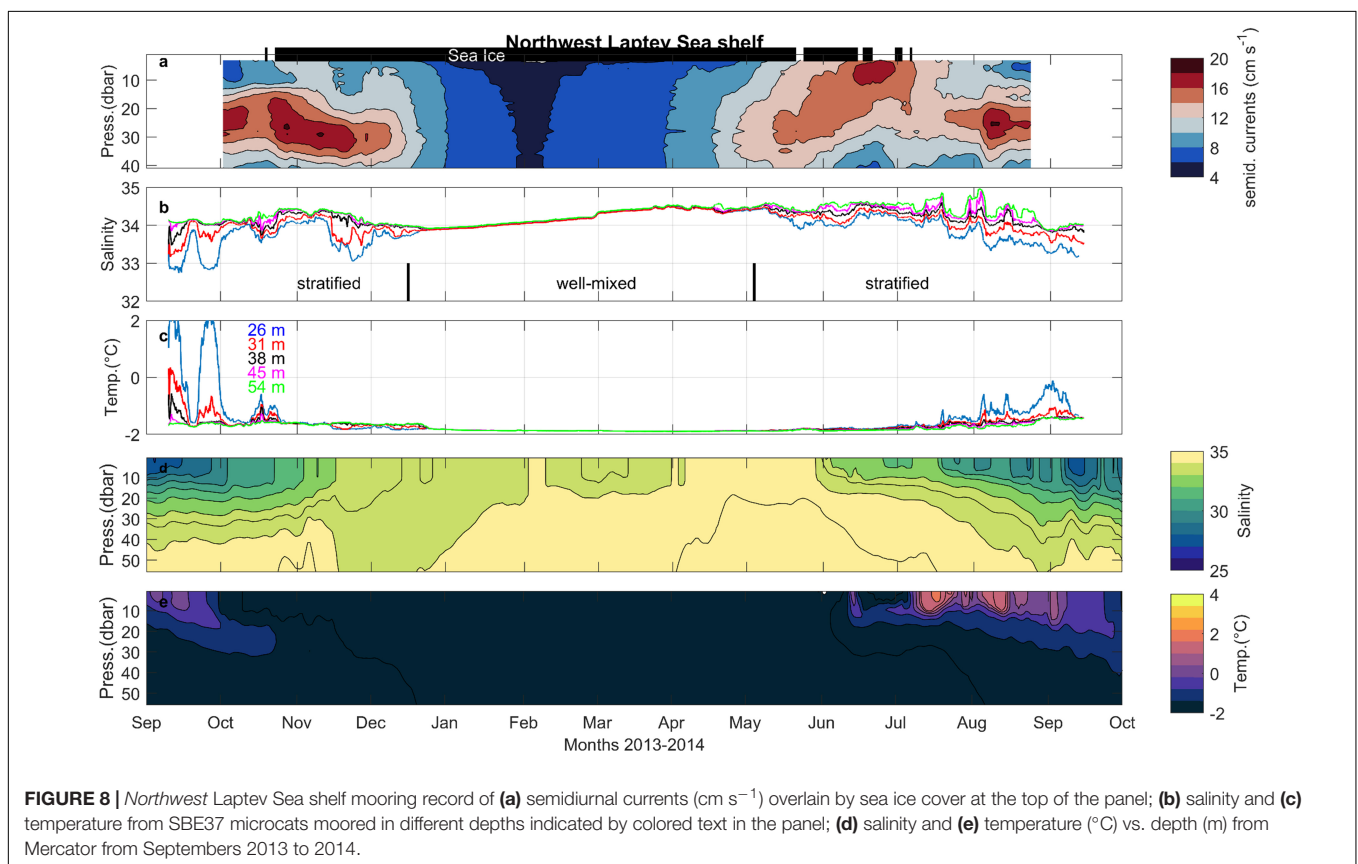 Northwest Laptev Sea shelf
Sea Ice
a
Press.(dbar)
10
20
30
40
20
16
12
8
4
semid. currents (cm s⁻¹)
b
Salinity
35
34
33
32
stratified
well-mixed
stratified
c
Temp.(°C)
2
0
-2
26 m
31 m
38 m
45 m
54 m
d
Press.(dbar)
10
20
30
40
50
35
30
25
Salinity
e
Press.(dbar)
10
20
30
40
50
4
2
0
-2
Temp.(°C)
Sep Oct Nov Dec Jan Feb Mar Apr May Jun Jul Aug Sep Oct
Months 2013-2014
FIGURE 8 | Northwest Laptev Sea shelf mooring record of (a) semidiurnal currents (cm s⁻¹) overlain by sea ice cover at the top of the panel; (b) salinity and (c)
temperature from SBE37 microcats moored in different depths indicated by colored text in the panel; (d) salinity and (e) temperature (°C) vs. depth (m) from
Mercator from Septembers 2013 to 2014.